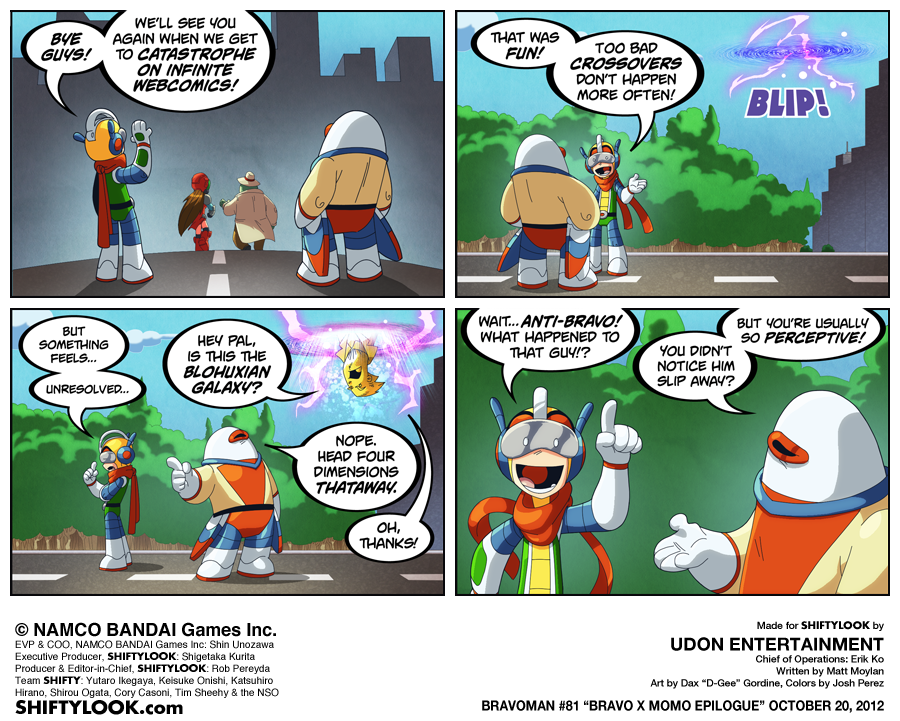 BYE
GUYS!
WE'LL SEE YOU
AGAIN WHEN WE GET
TO CATASTROPHE
ON INFINITE
WEBCOMICS!
THAT WAS
FUN!
TOO BAD
CROSSOVERS
DON'T HAPPEN
MORE OFTEN!
BLIP!
BUT
SOMETHING
FEELS...
UNRESOLVED...
HEY PAL,
IS THIS THE
BLOHUXIAN
GALAXY?
NOPE.
HEAD FOUR
DIMENSIONS
THATAWAY.
OH,
THANKS!
WAIT... ANTI-BRAVO!
WHAT HAPPENED TO
THAT GUY!?
YOU DIDN'T
NOTICE HIM
SLIP AWAY?
BUT YOU'RE USUALLY
SO PERCEPTIVE!
© NAMCO BANDAI Games Inc.
EVP & COO, NAMCO BANDAI Games Inc: Shin Unozawa
Executive Producer, SHIFTYLOOK: Shigetaka Kurita
Producer & Editor-in-Chief, SHIFTYLOOK: Rob Pereyda
Team SHIFTY: Yutaro Ikegaya, Keisuke Onishi, Katsuhiro
Hirano, Shirou Ogata, Cory Casoni, Tim Sheehy & the NSO
SHIFTYLOOK.com
Made for SHIFTYLOOK by
UDON ENTERTAINMENT
Chief of Operations: Erik Ko
Written by Matt Moylan
Art by Dax “D-Gee” Gordine, Colors by Josh Perez
BRAVOMAN #81 “BRAVO X MOMO EPILOGUE” OCTOBER 20, 2012